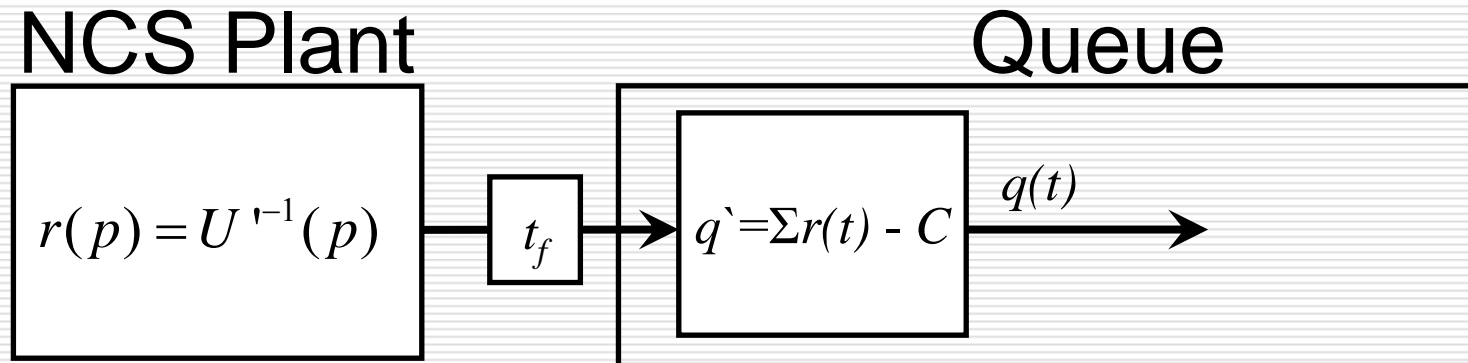 NCS Plant
Queue
r(p) = U'⁻¹(p)
t_f
q`=Σr(t) - C
q(t)